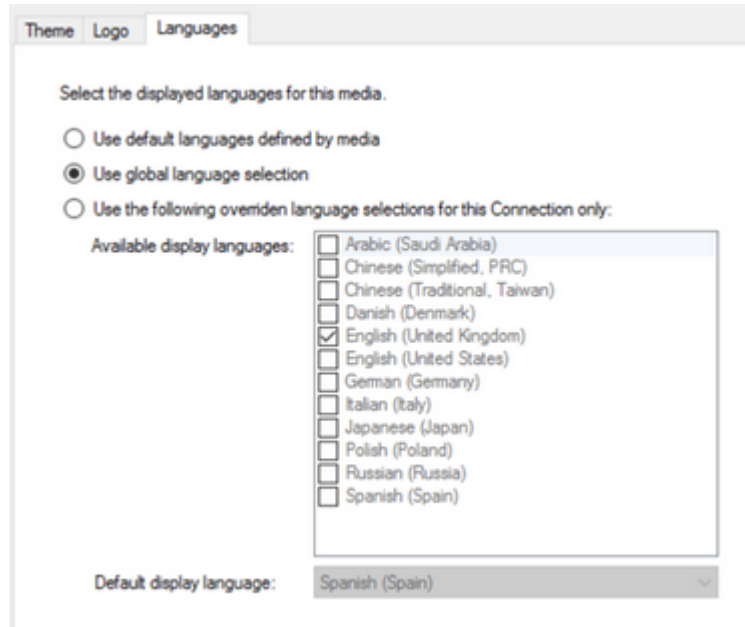 Theme Logo Languages
Select the displayed languages for this media.
Use default languages defined by media
Use global language selection
Use the following overriden language selections for this Connection only:
Available display languages:
Arabic (Saudi Arabia)
Chinese (Simplified, PRC)
Chinese (Traditional, Taiwan)
Danish (Denmark)
English (United Kingdom)
English (United States)
German (Germany)
Italian (Italy)
Japanese (Japan)
Polish (Poland)
Russian (Russia)
Spanish (Spain)
Default display language: Spanish (Spain)